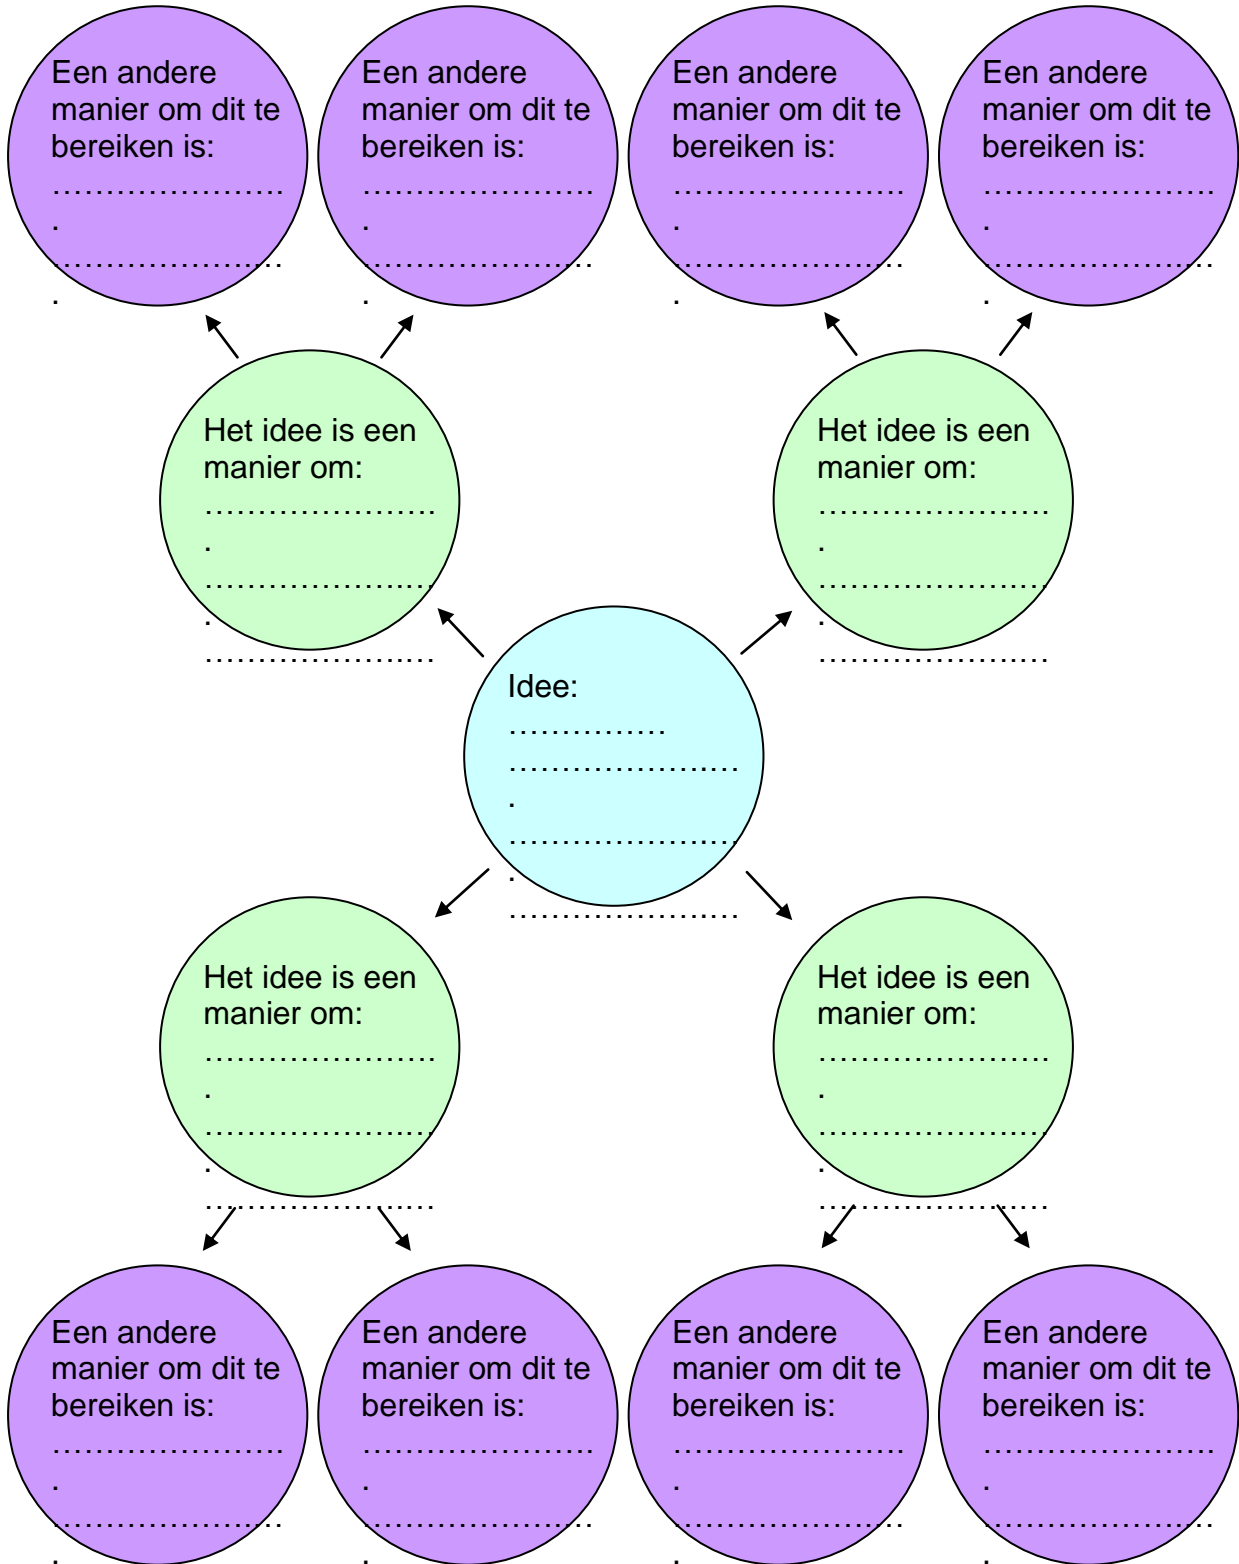 Een andere
manier om dit te
bereiken is:
…………………..
.
…………………..
.
Een andere
manier om dit te
bereiken is:
…………………..
.
…………………..
.
Een andere
manier om dit te
bereiken is:
…………………..
.
…………………..
.
Een andere
manier om dit te
bereiken is:
…………………..
.
…………………..
.
Het idee is een
manier om:
…………………..
.
…………………..
.
…………………..
Het idee is een
manier om:
…………………..
.
…………………..
.
…………………..
Idee:
……………
…………………..
.
…………………..
.
…………………..
Het idee is een
manier om:
…………………..
.
…………………..
.
…………………..
Het idee is een
manier om:
…………………..
.
…………………..
.
…………………..
Een andere
manier om dit te
bereiken is:
…………………..
.
…………………..
.
Een andere
manier om dit te
bereiken is:
…………………..
.
…………………..
.
Een andere
manier om dit te
bereiken is:
…………………..
.
…………………..
.
Een andere
manier om dit te
bereiken is:
…………………..
.
…………………..
.